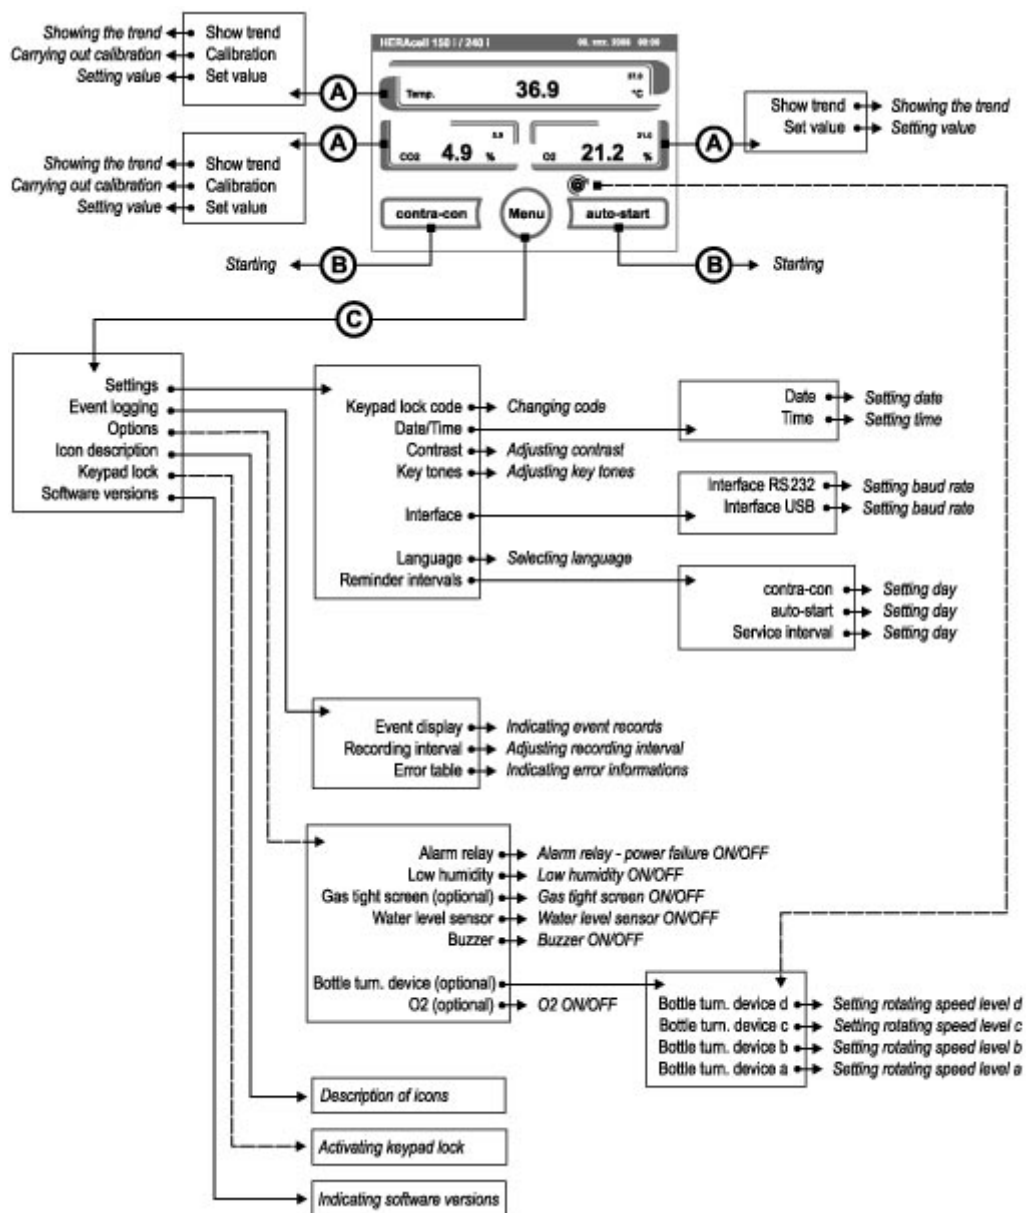 Showing the trend Show trend
Carrying out calibration Calibration
Setting value Set value
HERAcell 150 i / 240 i
A
37.0
Temp. 36.9 °C
Show trend Showing the trend
Set value Setting value
A
A
CO2 4.9 %
21.0
O2 21.2 %
Showing the trend Show trend
Carrying out calibration Calibration
Setting value Set value
contra-con Menu auto-start
Starting B
B Starting
C
Settings
Event logging
Options
Icon description
Keypad lock
Software versions
Keypad lock code Changing code
Date/Time
Contrast Adjusting contrast
Key tones Adjusting key tones
Interface
Language Selecting language
Reminder intervals
Date Setting date
Time Setting time
Interface RS232 Setting baud rate
Interface USB Setting baud rate
contra-con Setting day
auto-start Setting day
Service interval Setting day
Event display Indicating event records
Recording interval Adjusting recording interval
Error table Indicating error informations
Alarm relay Alarm relay - power failure ON/OFF
Low humidity Low humidity ON/OFF
Gas tight screen (optional) Gas tight screen ON/OFF
Water level sensor Water level sensor ON/OFF
Buzzer Buzzer ON/OFF
Bottle turn. device (optional)
O2 (optional) O2 ON/OFF
Bottle turn. device d Setting rotating speed level d
Bottle turn. device c Setting rotating speed level c
Bottle turn. device b Setting rotating speed level b
Bottle turn. device a Setting rotating speed level a
Description of icons
Activating keypad lock
Indicating software versions